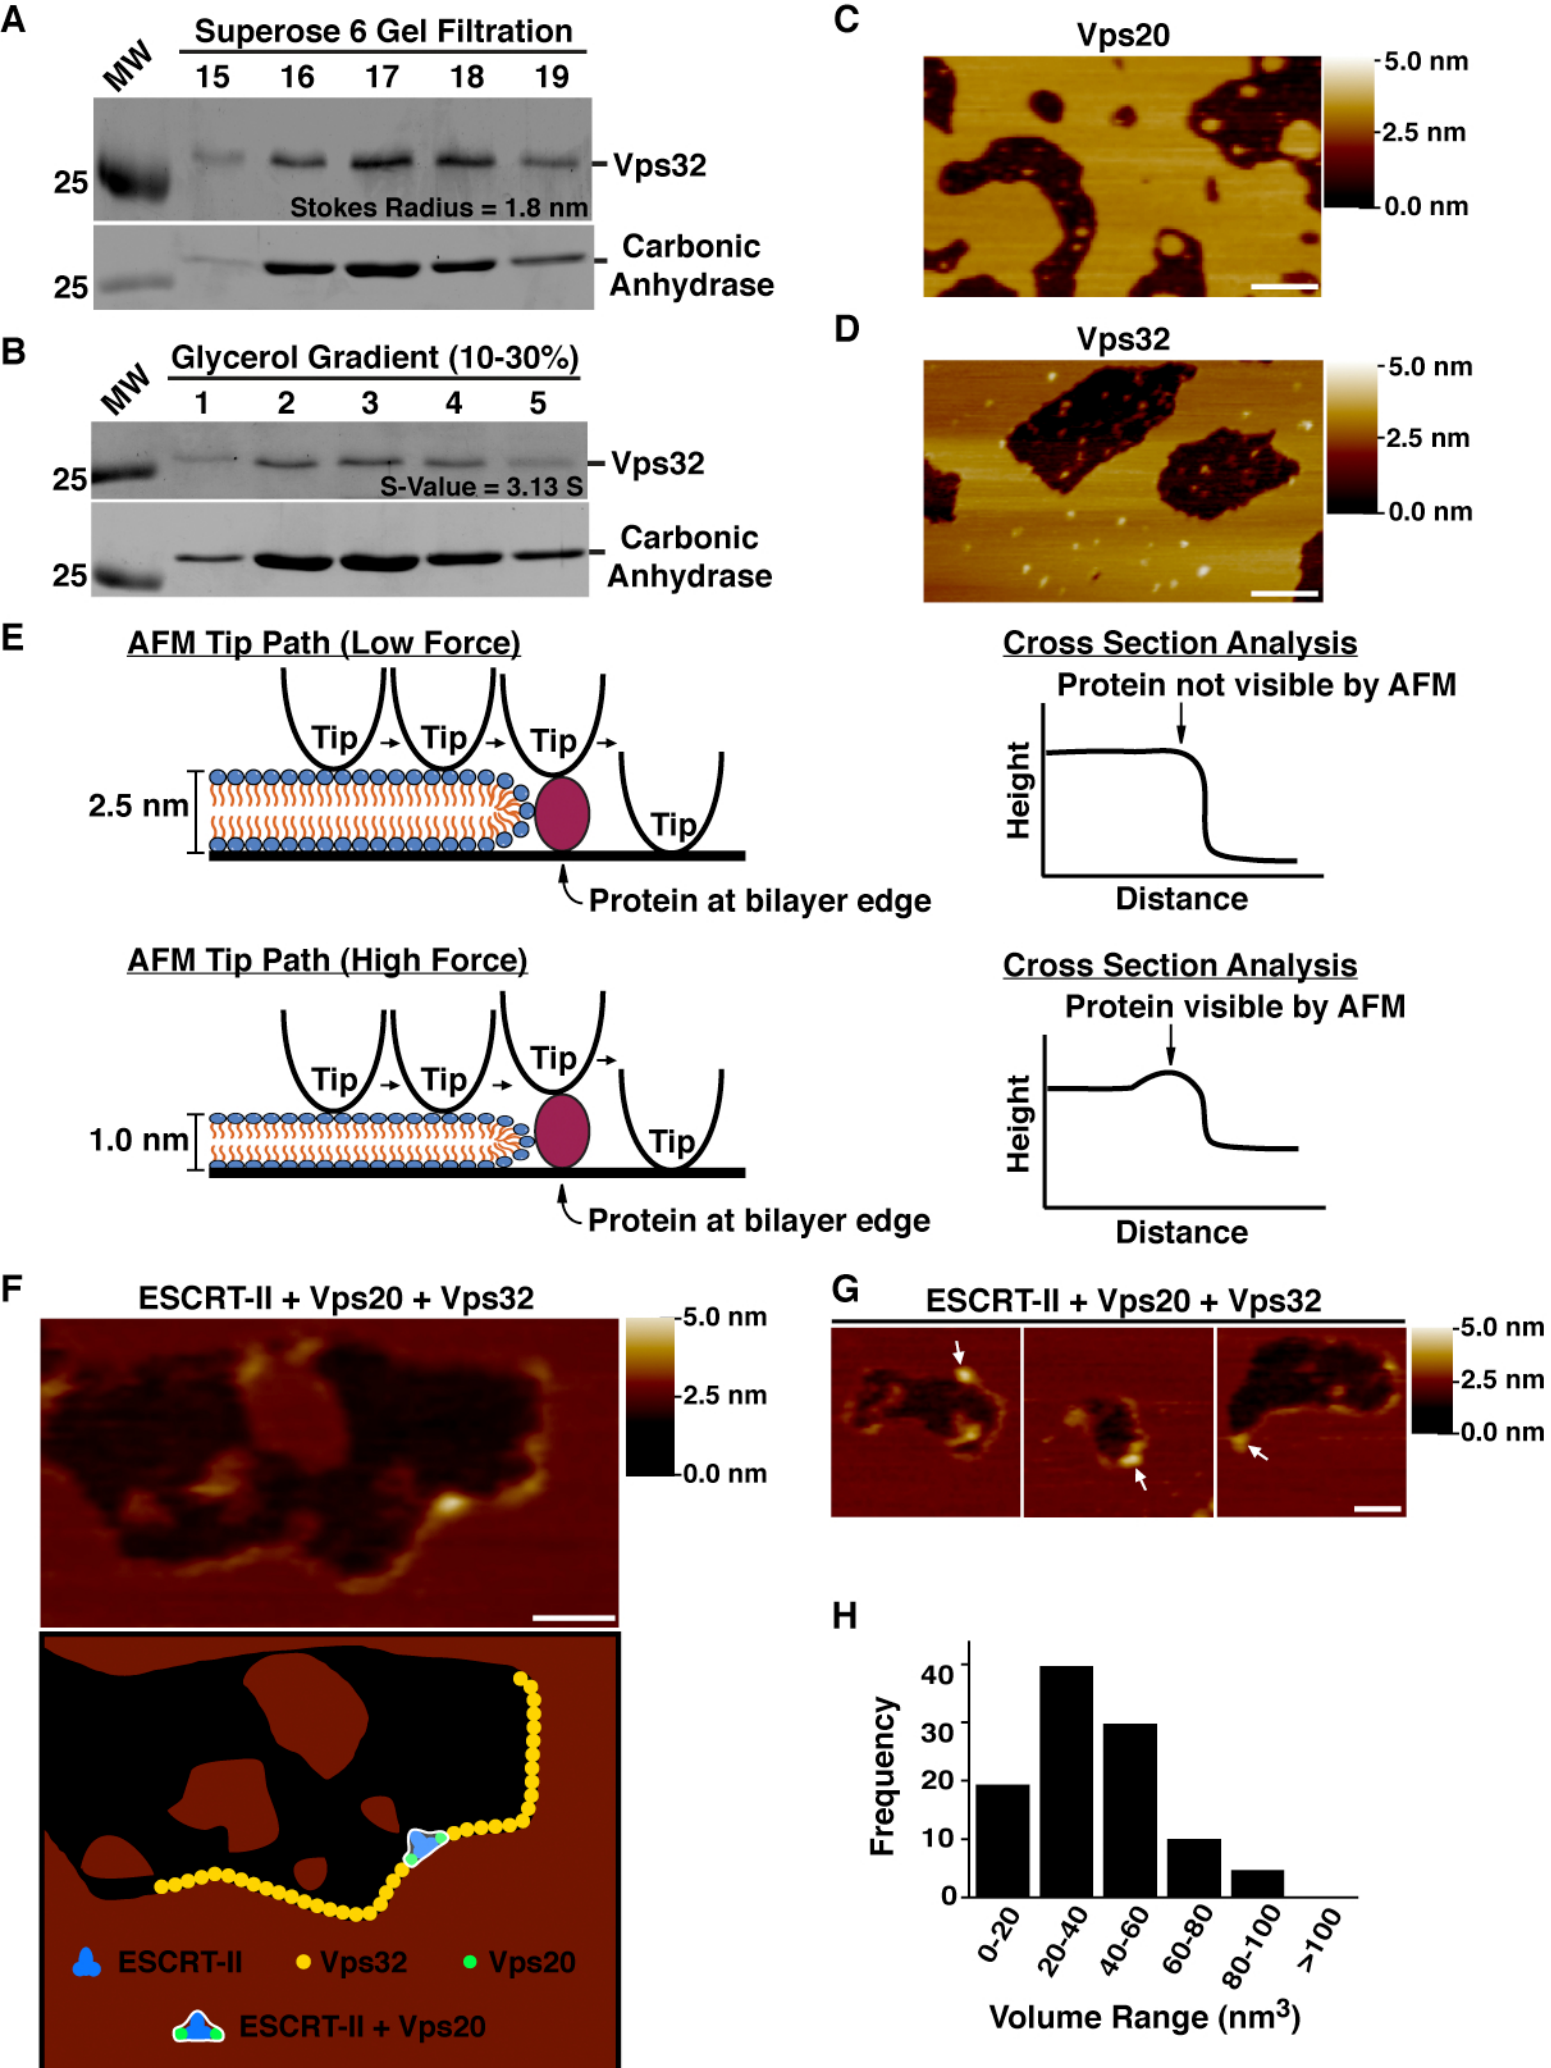 A
Superose 6 Gel Filtration
MW
15 16 17 18 19
25
Vps32
Stokes Radius = 1.8 nm
25
Carbonic
Anhydrase
B
Glycerol Gradient (10-30%)
MW
1 2 3 4 5
25
Vps32
S-Value = 3.13 S
25
Carbonic
Anhydrase
C
Vps20
5.0 nm
2.5 nm
0.0 nm
D
Vps32
5.0 nm
2.5 nm
0.0 nm
E
AFM Tip Path (Low Force)
Tip Tip Tip Tip
2.5 nm
Protein at bilayer edge
Cross Section Analysis
Protein not visible by AFM
Height
Distance
AFM Tip Path (High Force)
Tip Tip Tip Tip
1.0 nm
Protein at bilayer edge
Cross Section Analysis
Protein visible by AFM
Height
Distance
F
ESCRT-II + Vps20 + Vps32
5.0 nm
2.5 nm
0.0 nm
ESCRT-II Vps32 Vps20
ESCRT-II + Vps20
G
ESCRT-II + Vps20 + Vps32
5.0 nm
2.5 nm
0.0 nm
H
Frequency
40
30
20
10
0
0-20 20-40 40-60 60-80 80-100 >100
Volume Range (nm³)